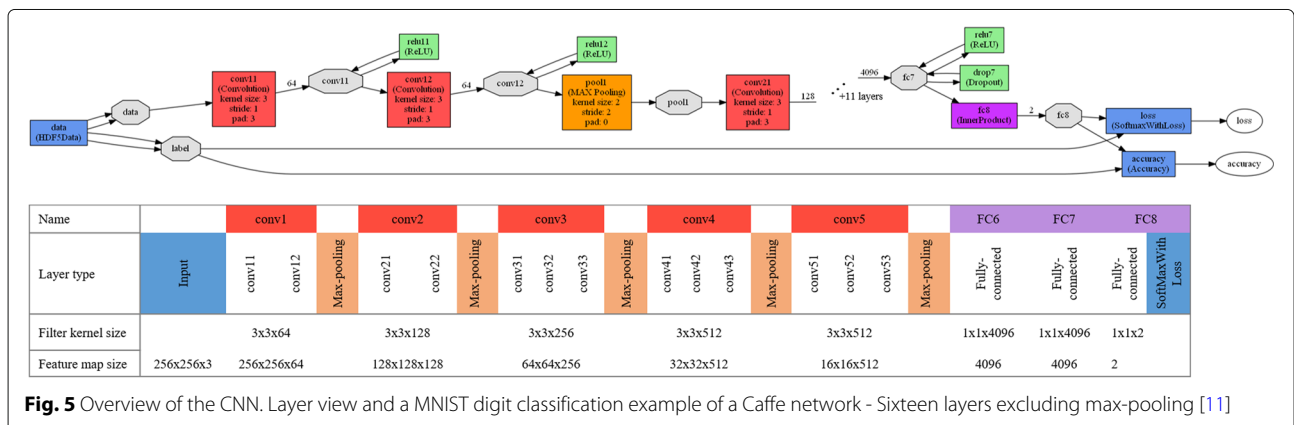 relu11
(ReLU)
relu12
(ReLU)
relu7
(ReLU)
data
(HDF5Data)
data
label
conv11
(Convolution)
kernel size: 3
stride: 1
pad: 3
64
conv11
conv12
(Convolution)
kernel size: 3
stride: 1
pad: 3
64
conv12
pool1
(MAX Pooling)
kernel size: 2
stride: 2
pad: 0
pool1
conv21
(Convolution)
kernel size: 3
stride: 1
pad: 3
128
+11 layers
4096
fc7
drop7
(Dropout)
fc8
(InnerProduct)
2
fc8
loss
(SoftmaxWithLoss)
loss
accuracy
(Accuracy)
accuracy
Name conv1 conv2 conv3 conv4 conv5 FC6 FC7 FC8
Layer type Input conv11 conv12 Max-pooling conv21 conv22 Max-pooling conv31 conv32 conv33 Max-pooling conv41 conv42 conv43 Max-pooling conv51 conv52 conv53 Max-pooling Fully-connected Fully-connected Fully-connected SoftMaxWith Loss
Filter kernel size 3x3x64 3x3x128 3x3x256 3x3x512 3x3x512 1x1x4096 1x1x4096 1x1x2
Feature map size 256x256x3 256x256x64 128x128x128 64x64x256 32x32x512 16x16x512 4096 4096 2
Fig. 5 Overview of the CNN. Layer view and a MNIST digit classification example of a Caffe network - Sixteen layers excluding max-pooling [11]